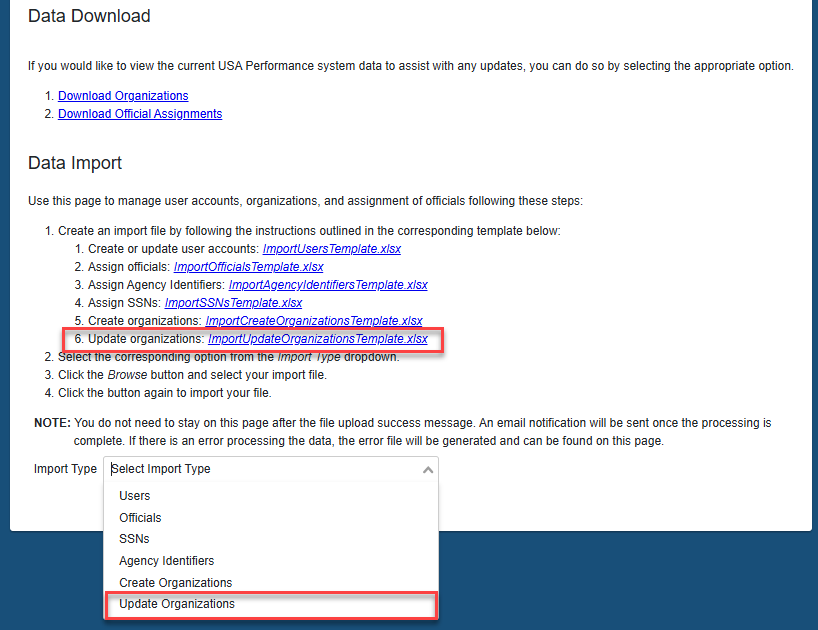 Data Download
If you would like to view the current USA Performance system data to assist with any updates, you can do so by selecting the appropriate option.
1. Download Organizations
2. Download Official Assignments
Data Import
Use this page to manage user accounts, organizations, and assignment of officials following these steps:
1. Create an import file by following the instructions outlined in the corresponding template below:
1. Create or update user accounts: ImportUsersTemplate.xlsx
2. Assign officials: ImportOfficialsTemplate.xlsx
3. Assign Agency Identifiers: ImportAgencyIdentifiersTemplate.xlsx
4. Assign SSNs: ImportSSNsTemplate.xlsx
5. Create organizations: ImportCreateOrganizationsTemplate.xlsx
6. Update organizations: ImportUpdateOrganizationsTemplate.xlsx
2. Select the corresponding option from the Import Type dropdown.
3. Click the Browse button and select your import file.
4. Click the button again to import your file.
NOTE: You do not need to stay on this page after the file upload success message. An email notification will be sent once the processing is
complete. If there is an error processing the data, the error file will be generated and can be found on this page.
Import Type Select Import Type
Users
Officials
SSNs
Agency Identifiers
Create Organizations
Update Organizations